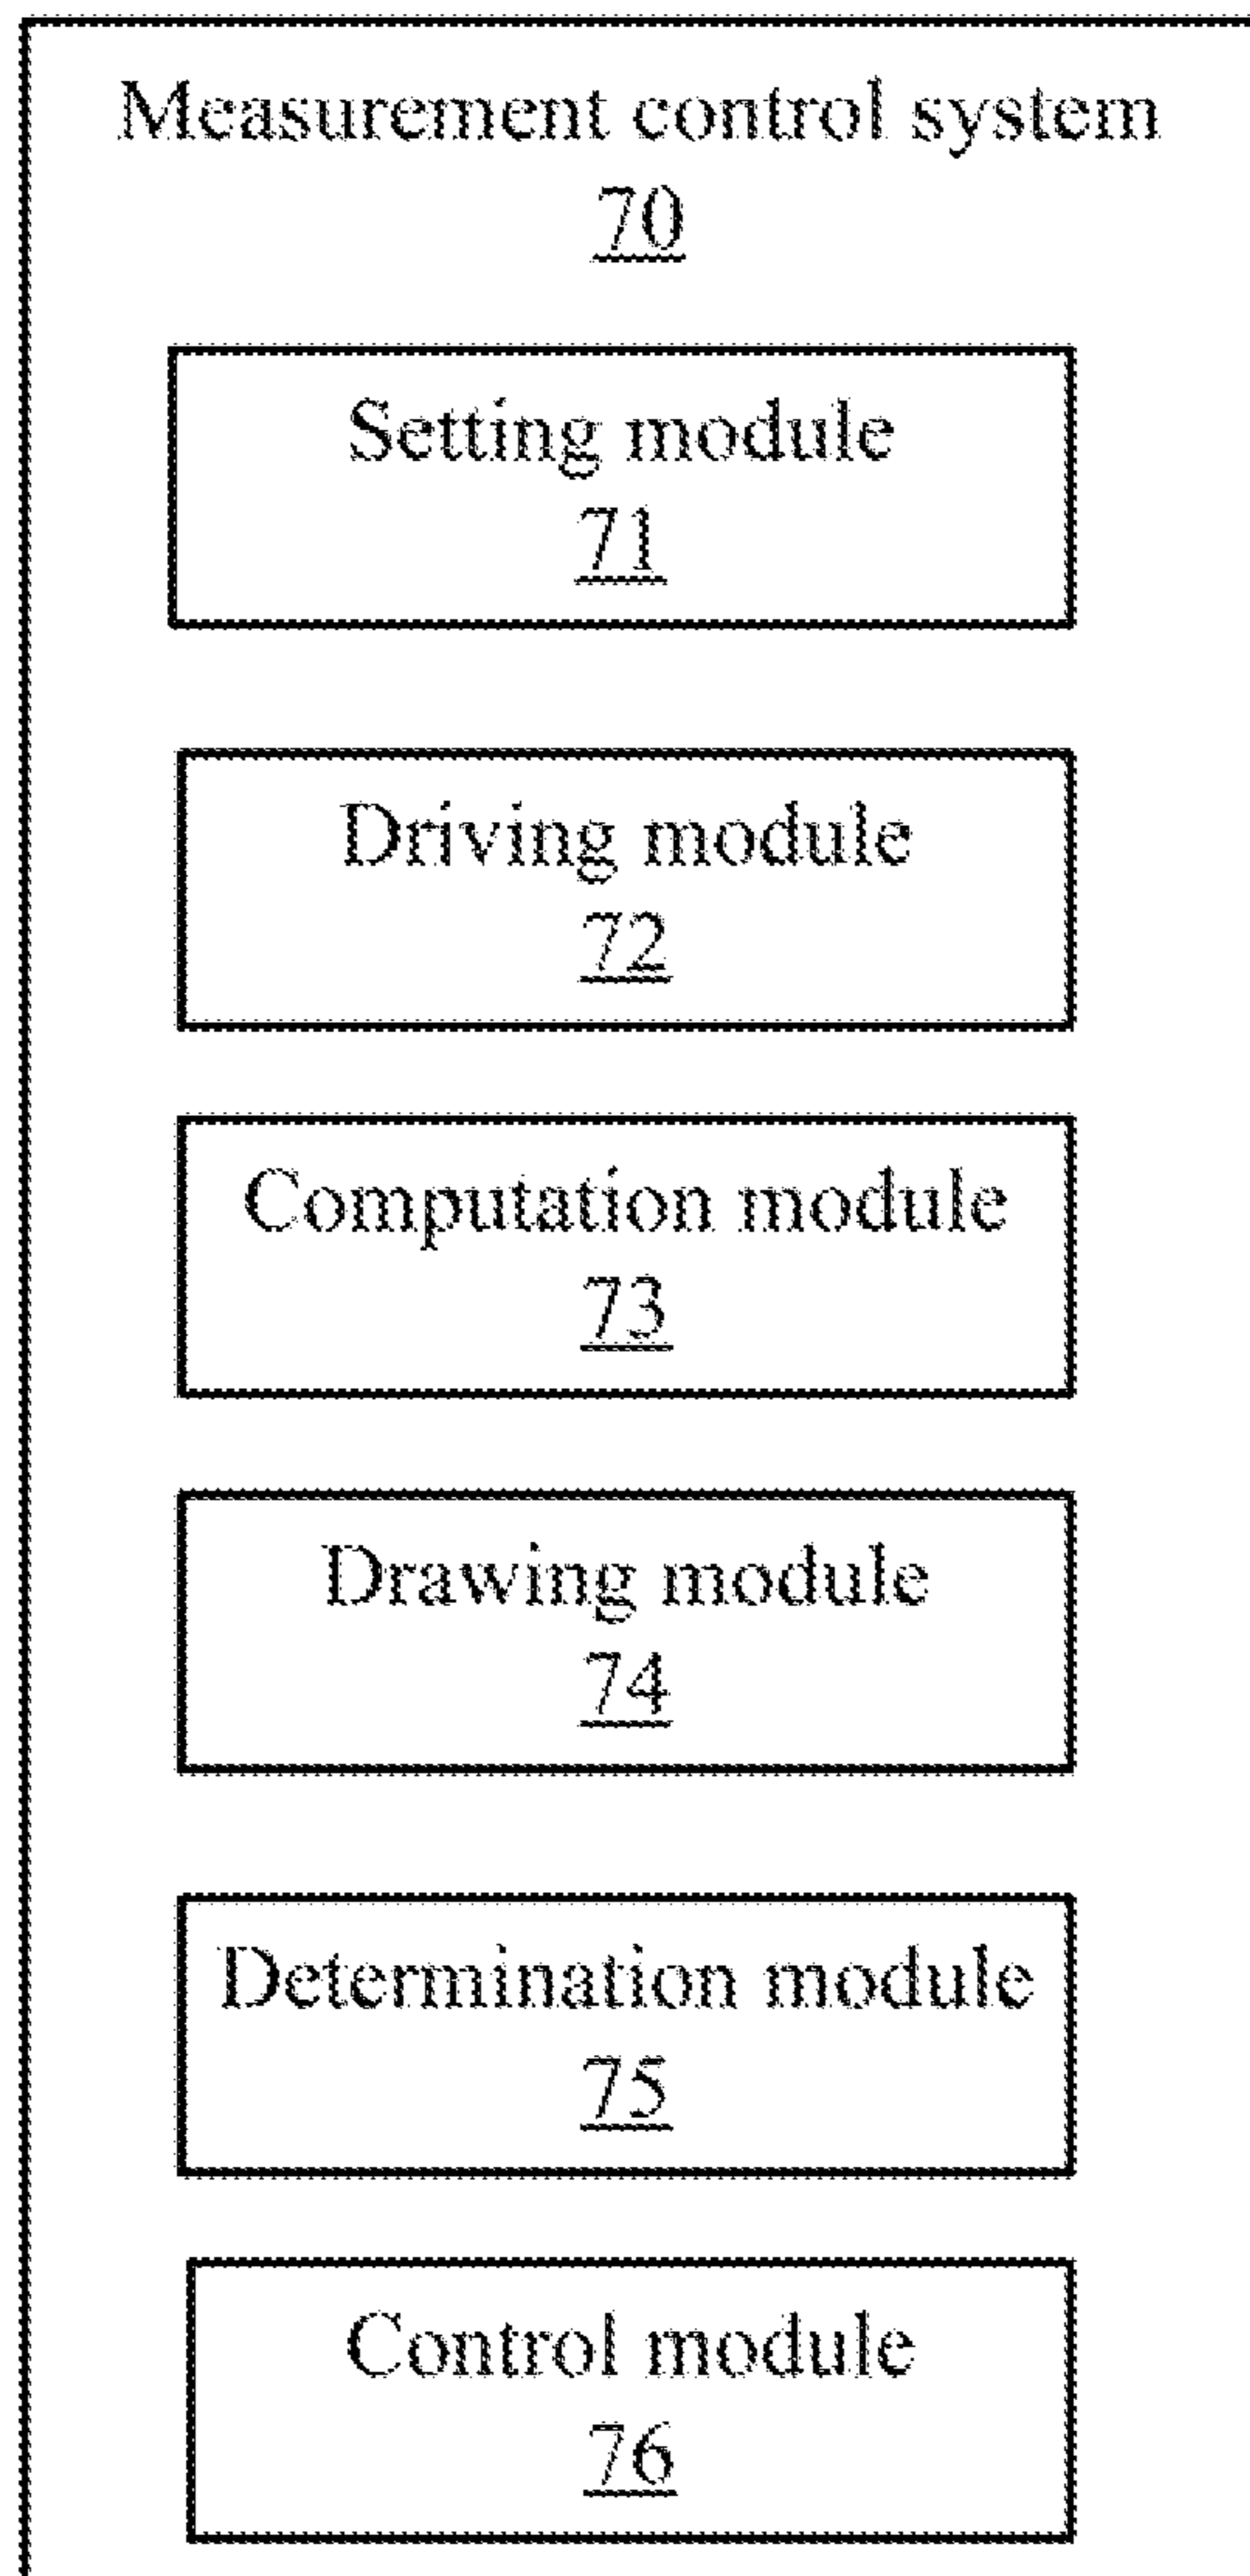 Measurement control system
70
Setting module
71
Driving module
72
Computation module
73
Drawing module
74
Determination module
75
Control module
76